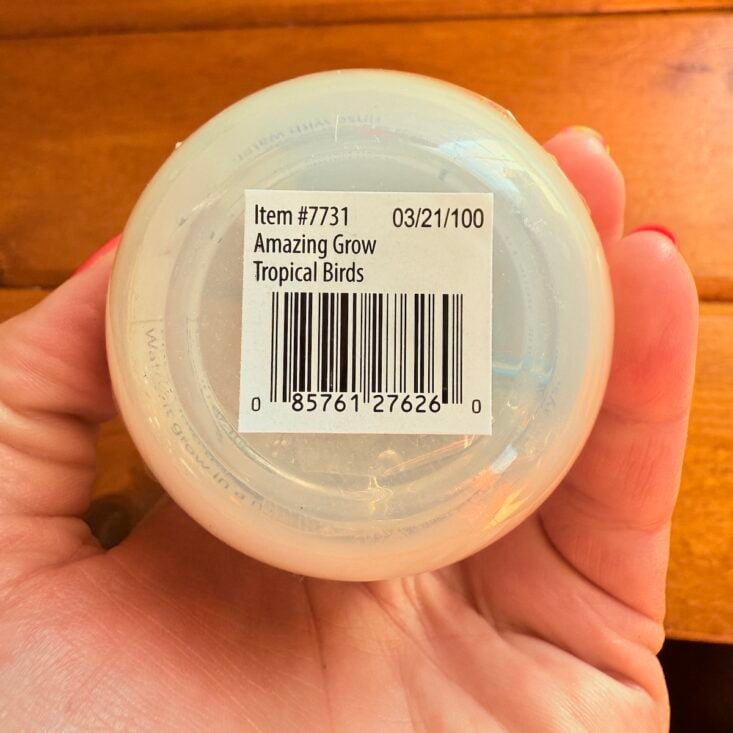 Item #7731 03/21/100
Amazing Grow
Tropical Birds
0 85761 27626 0